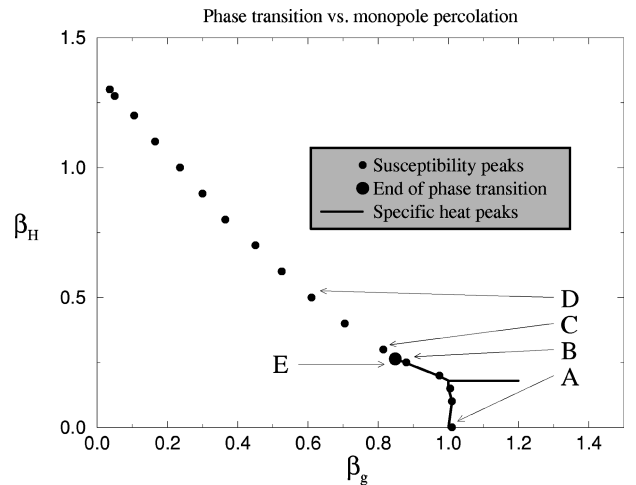 Phase transition vs. monopole percolation
1.5
1.0
0.5
0.0
β_H
Susceptibility peaks
End of phase transition
Specific heat peaks
D
C
B
E
A
0.0 0.2 0.4 0.6 0.8 1.0 1.2 1.4
β_g